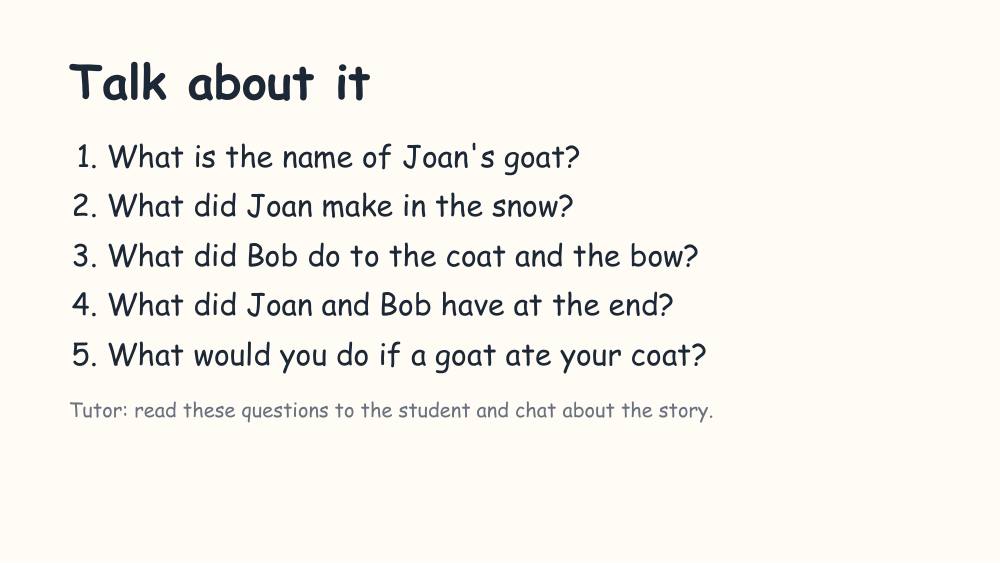 Talk about it
1. What is the name of Joan's goat?
2. What did Joan make in the snow?
3. What did Bob do to the coat and the bow?
4. What did Joan and Bob have at the end?
5. What would you do if a goat ate your coat?
Tutor: read these questions to the student and chat about the story.